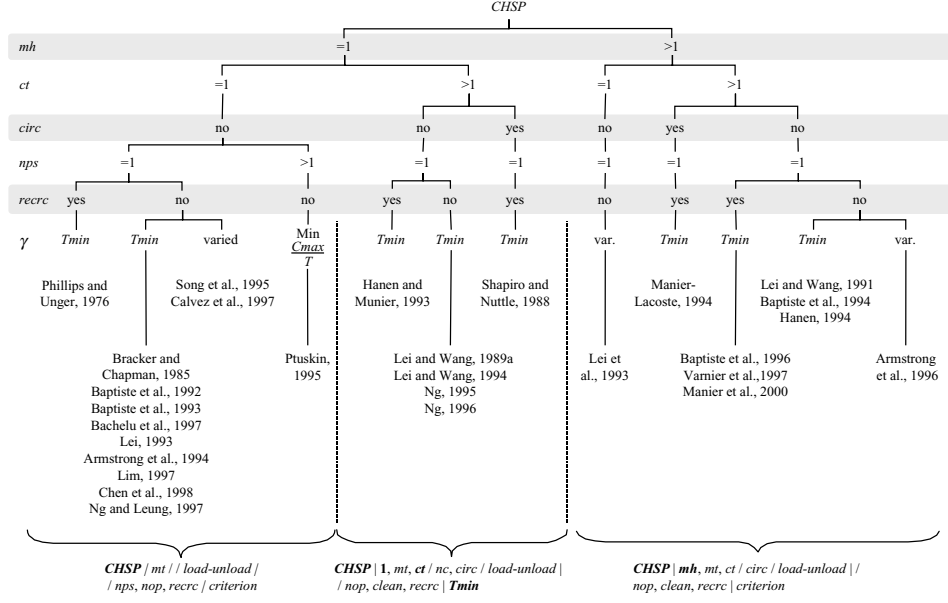 CHSP
mh =1 >1
ct =1 >1 =1 >1
circ no no yes no yes no
nps =1 >1 =1 =1 =1 =1 =1
recrc yes no no yes no yes no yes yes no
γ Tmin Tmin varied Min Cmax T Tmin Tmin Tmin var. Tmin Tmin Tmin var.
Phillips and
Unger, 1976
Song et al., 1995
Calvez et al., 1997
Hanen and
Munier, 1993
Shapiro and
Nuttle, 1988
Manier-
Lacoste, 1994
Lei and Wang, 1991
Baptiste et al., 1994
Hanen, 1994
Bracker and
Chapman, 1985
Baptiste et al., 1992
Baptiste et al., 1993
Bachelu et al., 1997
Lei, 1993
Armstrong et al., 1994
Lim, 1997
Chen et al., 1998
Ng and Leung, 1997
Ptuskin,
1995
Lei and Wang, 1989a
Lei and Wang, 1994
Ng, 1995
Ng, 1996
Lei et
al., 1993
Baptiste et al., 1996
Varnier et al.,1997
Manier et al., 2000
Armstrong
et al., 1996
CHSP | mt / / load-unload |
/ nps, nop, recrc | criterion
CHSP | 1, mt, ct / nc, circ / load-unload |
/ nop, clean, recrc | Tmin
CHSP | mh, mt, ct / circ / load-unload | /
nop, clean, recrc | criterion